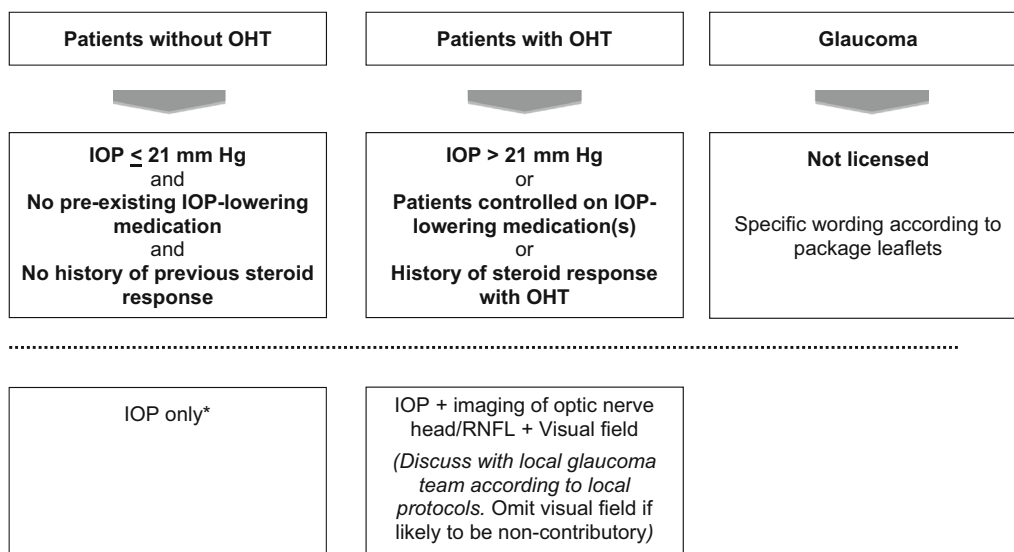 Patients without OHT
Patients with OHT
Glaucoma
IOP ≤ 21 mm Hg
and
No pre-existing IOP-lowering
medication
and
No history of previous steroid
response
IOP > 21 mm Hg
or
Patients controlled on IOP-
lowering medication(s)
or
History of steroid response
with OHT
Not licensed
Specific wording according to
package leaflets
IOP only*
IOP + imaging of optic nerve
head/RNFL + Visual field
(Discuss with local glaucoma
team according to local
protocols. Omit visual field if
likely to be non-contributory)